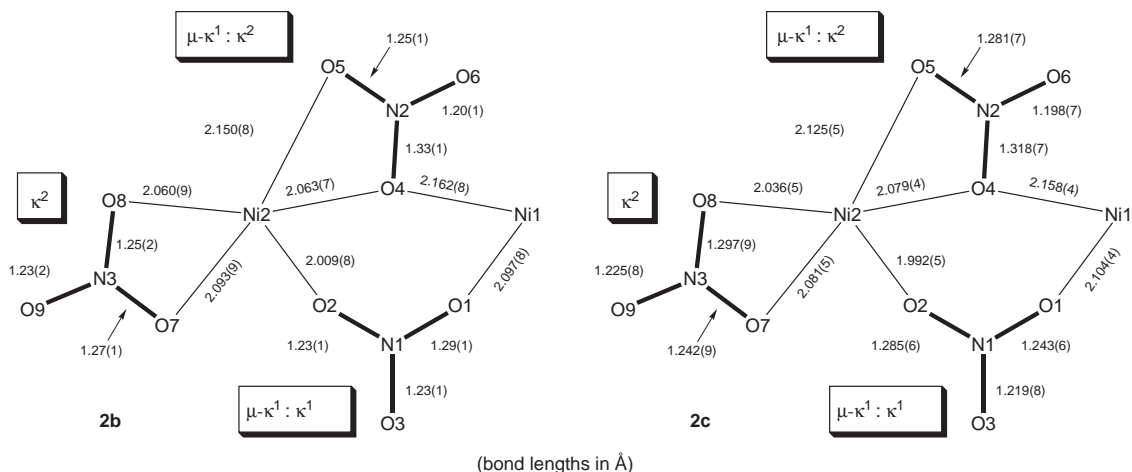 μ-κ¹ : κ²
1.25(1)
O5
O6
N2
1.20(1)
2.150(8)
1.33(1)
κ²
O8
2.060(9)
2.063(7)
O4
2.162(8)
Ni2
Ni1
1.25(2)
1.23(2)
N3
2.093(9)
2.009(8)
2.097(8)
O9
O7
O2
O1
1.27(1)
1.23(1)
N1
1.29(1)
μ-κ¹ : κ¹
1.23(1)
2b
O3
μ-κ¹ : κ²
1.281(7)
O5
O6
N2
1.198(7)
2.125(5)
1.318(7)
κ²
O8
2.036(5)
2.079(4)
O4
2.158(4)
Ni2
Ni1
1.297(9)
1.225(8)
N3
2.081(5)
1.992(5)
2.104(4)
O9
O7
O2
O1
1.242(9)
1.285(6)
N1
1.243(6)
μ-κ¹ : κ¹
1.219(8)
2c
O3
(bond lengths in Å)